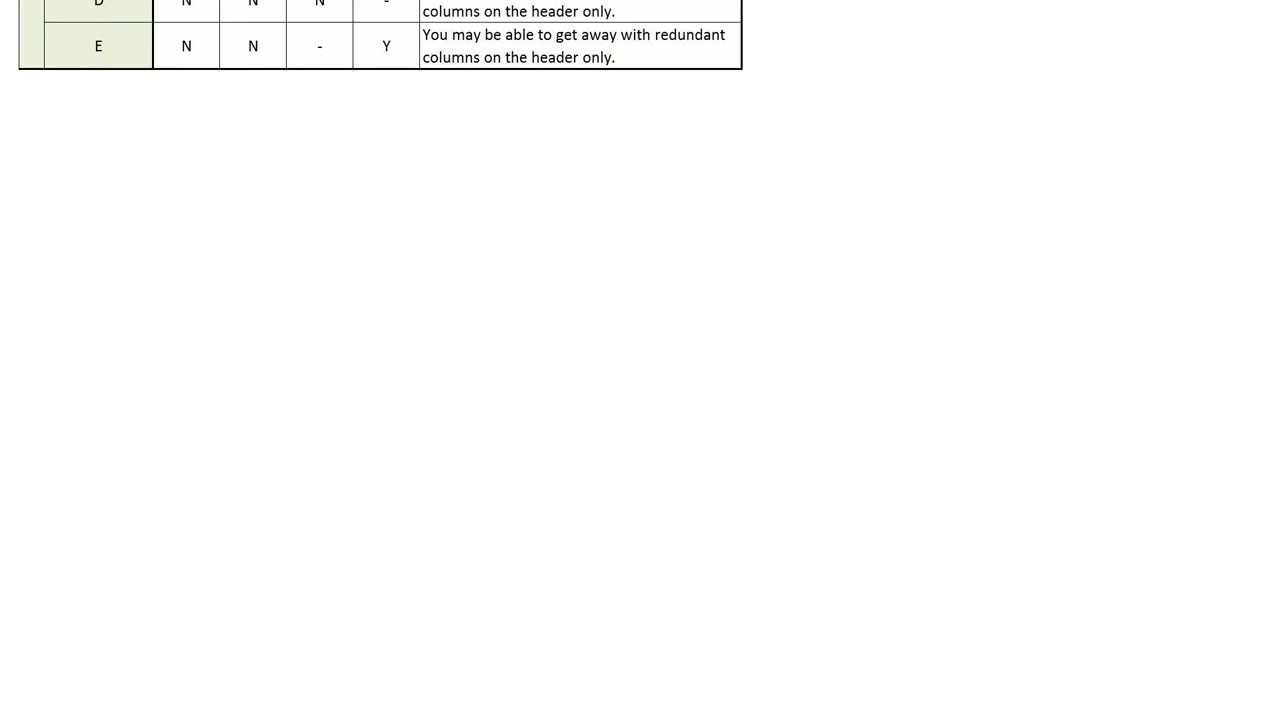 D N N N - columns on the header only.
E N N - Y You may be able to get away with redundant
columns on the header only.